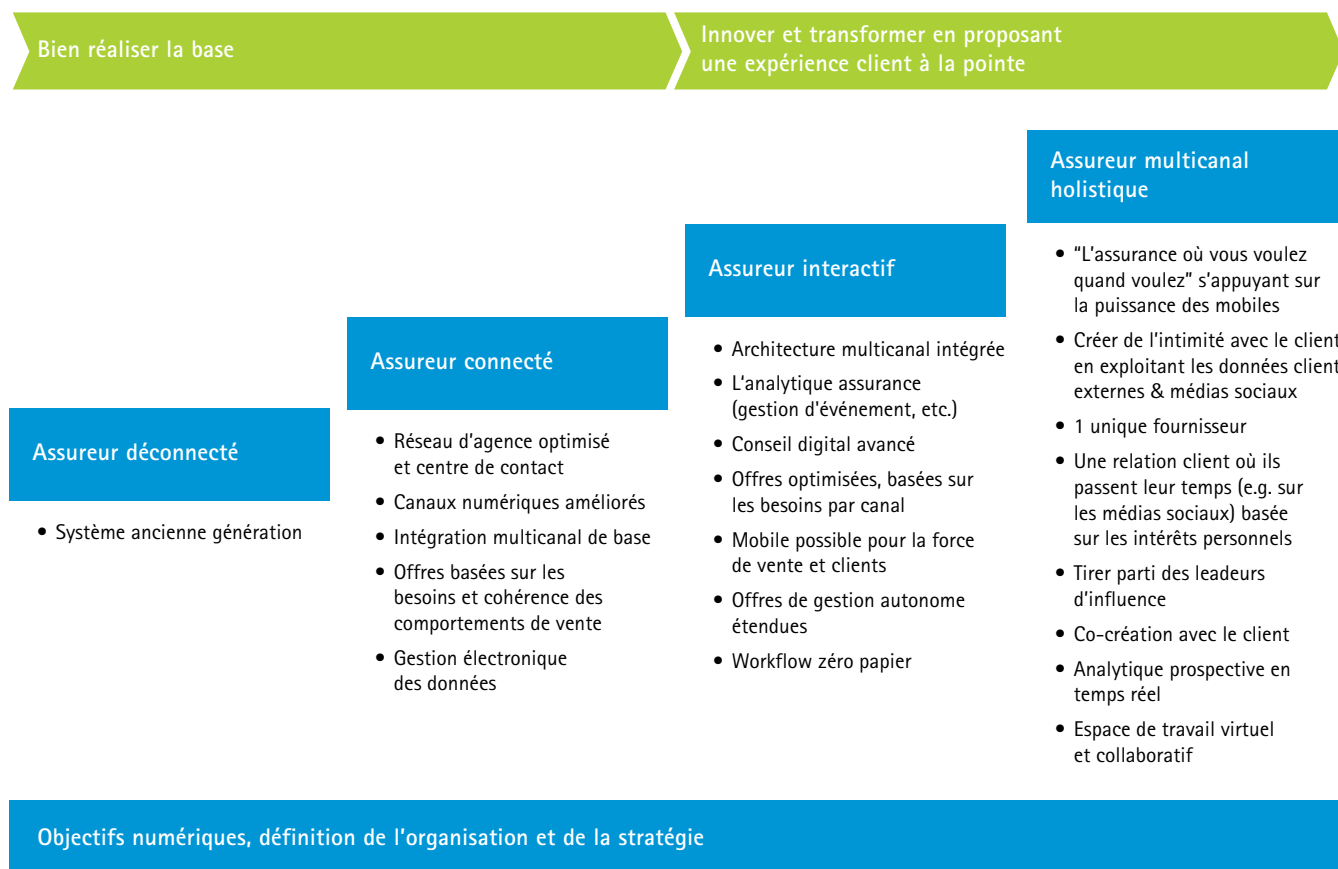 Bien réaliser la base
Innover et transformer en proposant
une expérience client à la pointe
Assureur déconnecté
• Système ancienne génération
Assureur connecté
• Réseau d'agence optimisé
et centre de contact
• Canaux numériques améliorés
• Intégration multicanal de base
• Offres basées sur les
besoins et cohérence des
comportements de vente
• Gestion électronique
des données
Assureur interactif
• Architecture multicanal intégrée
• L'analytique assurance
(gestion d'événement, etc.)
• Conseil digital avancé
• Offres optimisées, basées sur
les besoins par canal
• Mobile possible pour la force
de vente et clients
• Offres de gestion autonome
étendues
• Workflow zéro papier
Assureur multicanal
holistique
• "L'assurance où vous voulez
quand voulez" s'appuyant sur
la puissance des mobiles
• Créer de l'intimité avec le client
en exploitant les données client
externes & médias sociaux
• 1 unique fournisseur
• Une relation client où ils
passent leur temps (e.g. sur
les médias sociaux) basée
sur les intérêts personnels
• Tirer parti des leadeurs
d'influence
• Co-création avec le client
• Analytique prospective en
temps réel
• Espace de travail virtuel
et collaboratif
Objectifs numériques, définition de l'organisation et de la stratégie